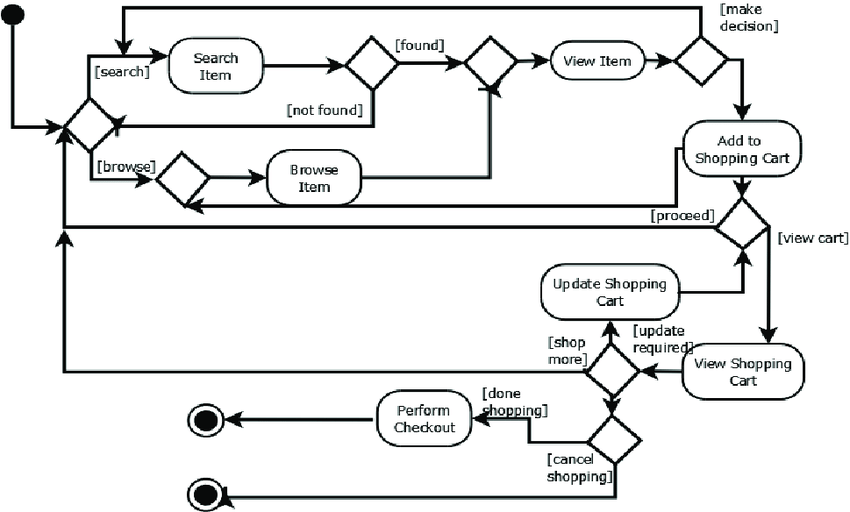 [make
decision]
[found]
Search
Item
[search]
View Item
[not found]
Add to
Shopping Cart
[browse]
Browse
Item
[proceed]
[view cart]
Update Shopping
Cart
[update
required]
[shop
more]
View Shopping
Cart
[done
shopping]
Perform
Checkout
[cancel
shopping]